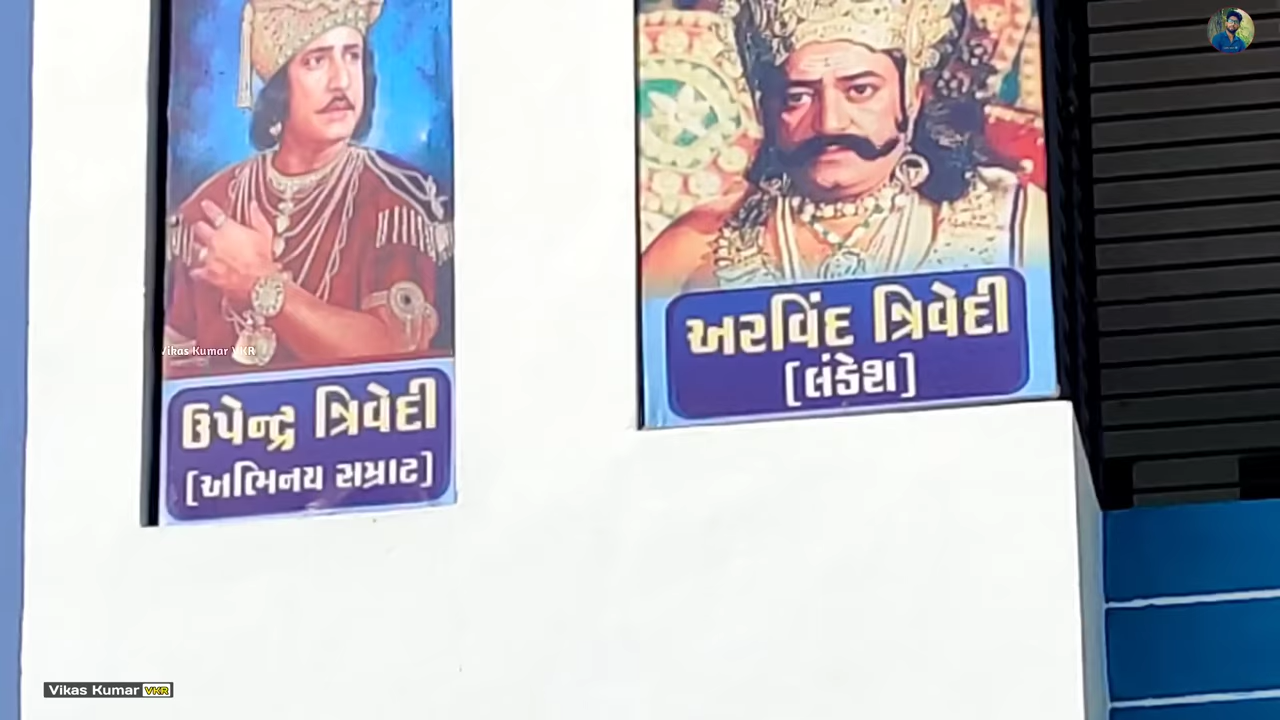 Vikas Kumar VKR
ઉપેન્દ્ર ત્રિવેદી
[અભિનય સમ્રાટ]
અરવિંદ ત્રિવેદી
[લંકેશ]
Vikas Kumar VKR